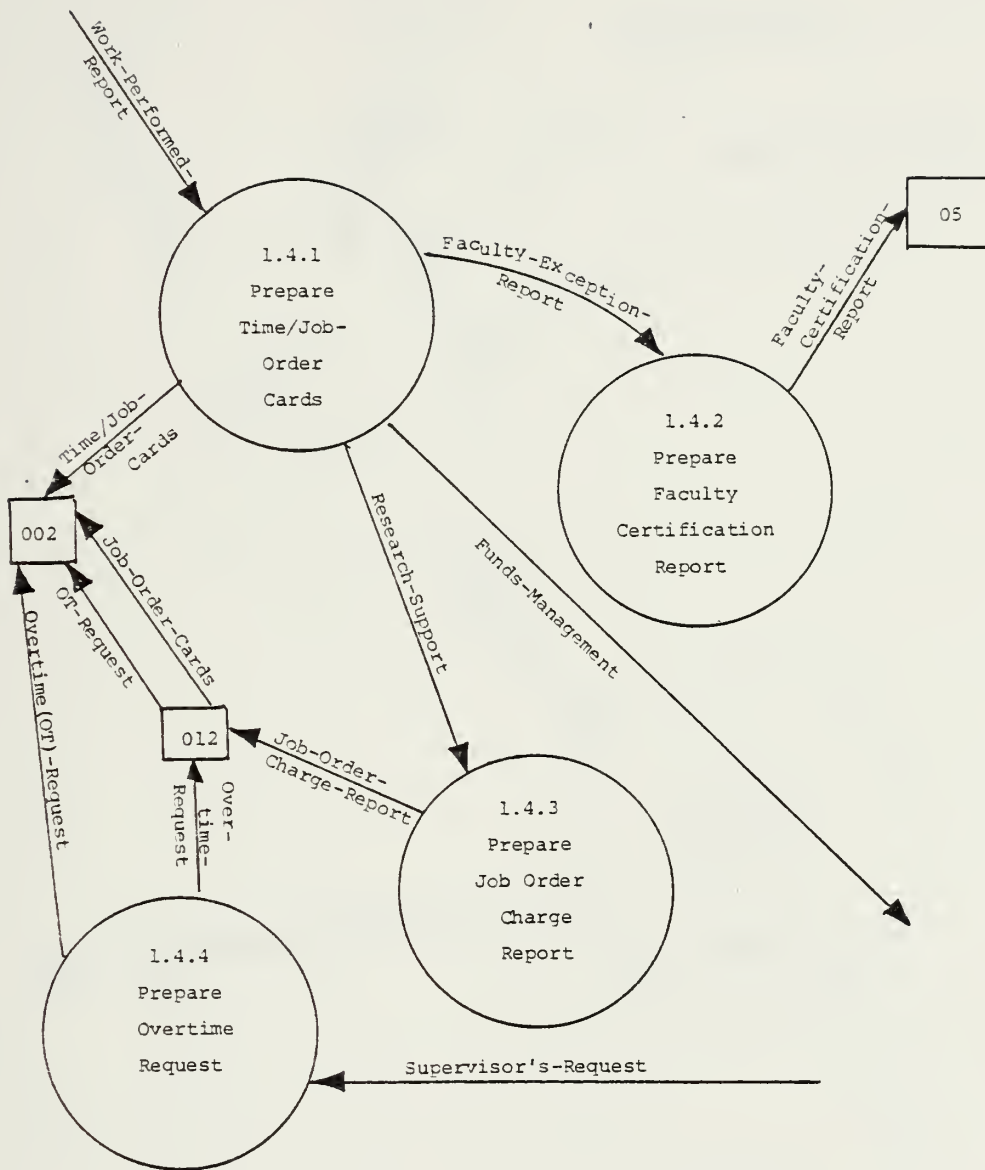 Work-Performed-
Report
1.4.1
Prepare
Time/Job-
Order
Cards
Faculty-Exception-
Report
05
Faculty-
Certification-
Report
1.4.2
Prepare
Faculty
Certification
Report
Time/Job-
Order-
Cards
002
Job-Order-Cards
OT-Request
Overtime(OT)-Request
Research-Support
Funds-Management
012
Over-
time-
Request
Job-Order-
Charge-Report
1.4.3
Prepare
Job Order
Charge
Report
1.4.4
Prepare
Overtime
Request
Supervisor's-Request